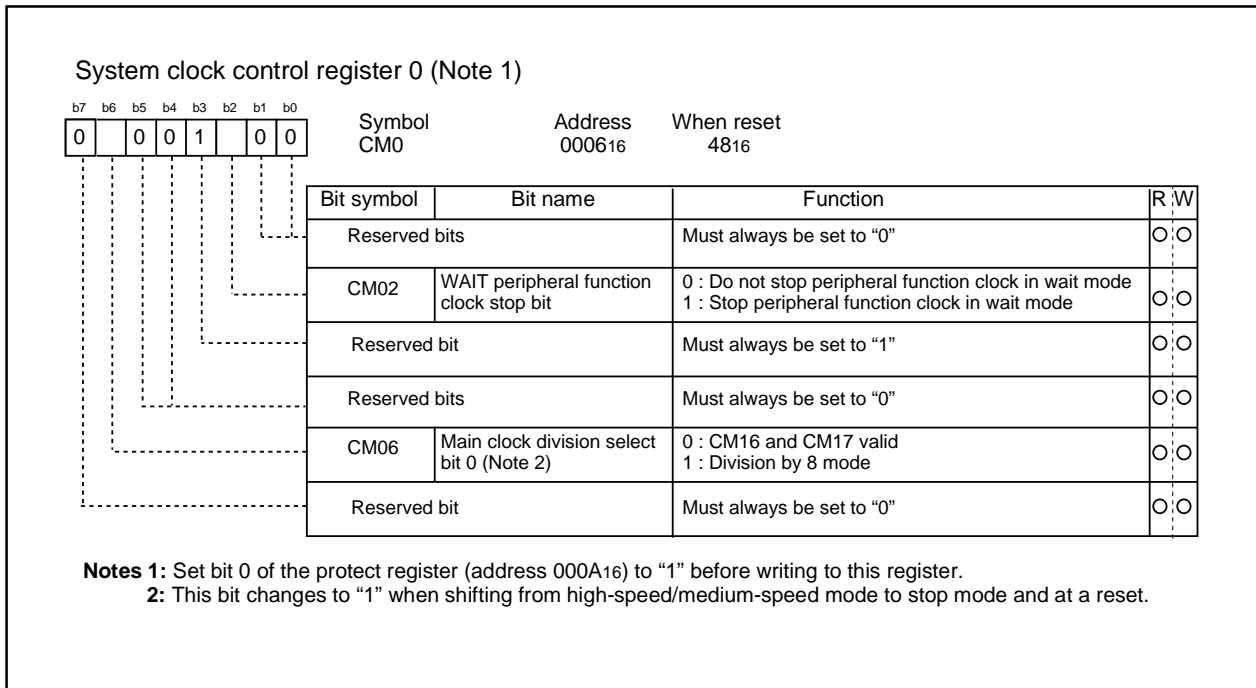 System clock control register 0 (Note 1)
b7 b6 b5 b4 b3 b2 b1 b0
0 0 0 1 0 0
Symbol Address When reset
CM0 000616 4816
Bit symbol Bit name Function R W
Reserved bits Must always be set to “0”
CM02 WAIT peripheral function clock stop bit 0 : Do not stop peripheral function clock in wait mode
1 : Stop peripheral function clock in wait mode
Reserved bit Must always be set to “1”
Reserved bits Must always be set to “0”
CM06 Main clock division select bit 0 (Note 2) 0 : CM16 and CM17 valid
1 : Division by 8 mode
Reserved bit Must always be set to “0”
Notes 1: Set bit 0 of the protect register (address 000A16) to “1” before writing to this register.
2: This bit changes to “1” when shifting from high-speed/medium-speed mode to stop mode and at a reset.